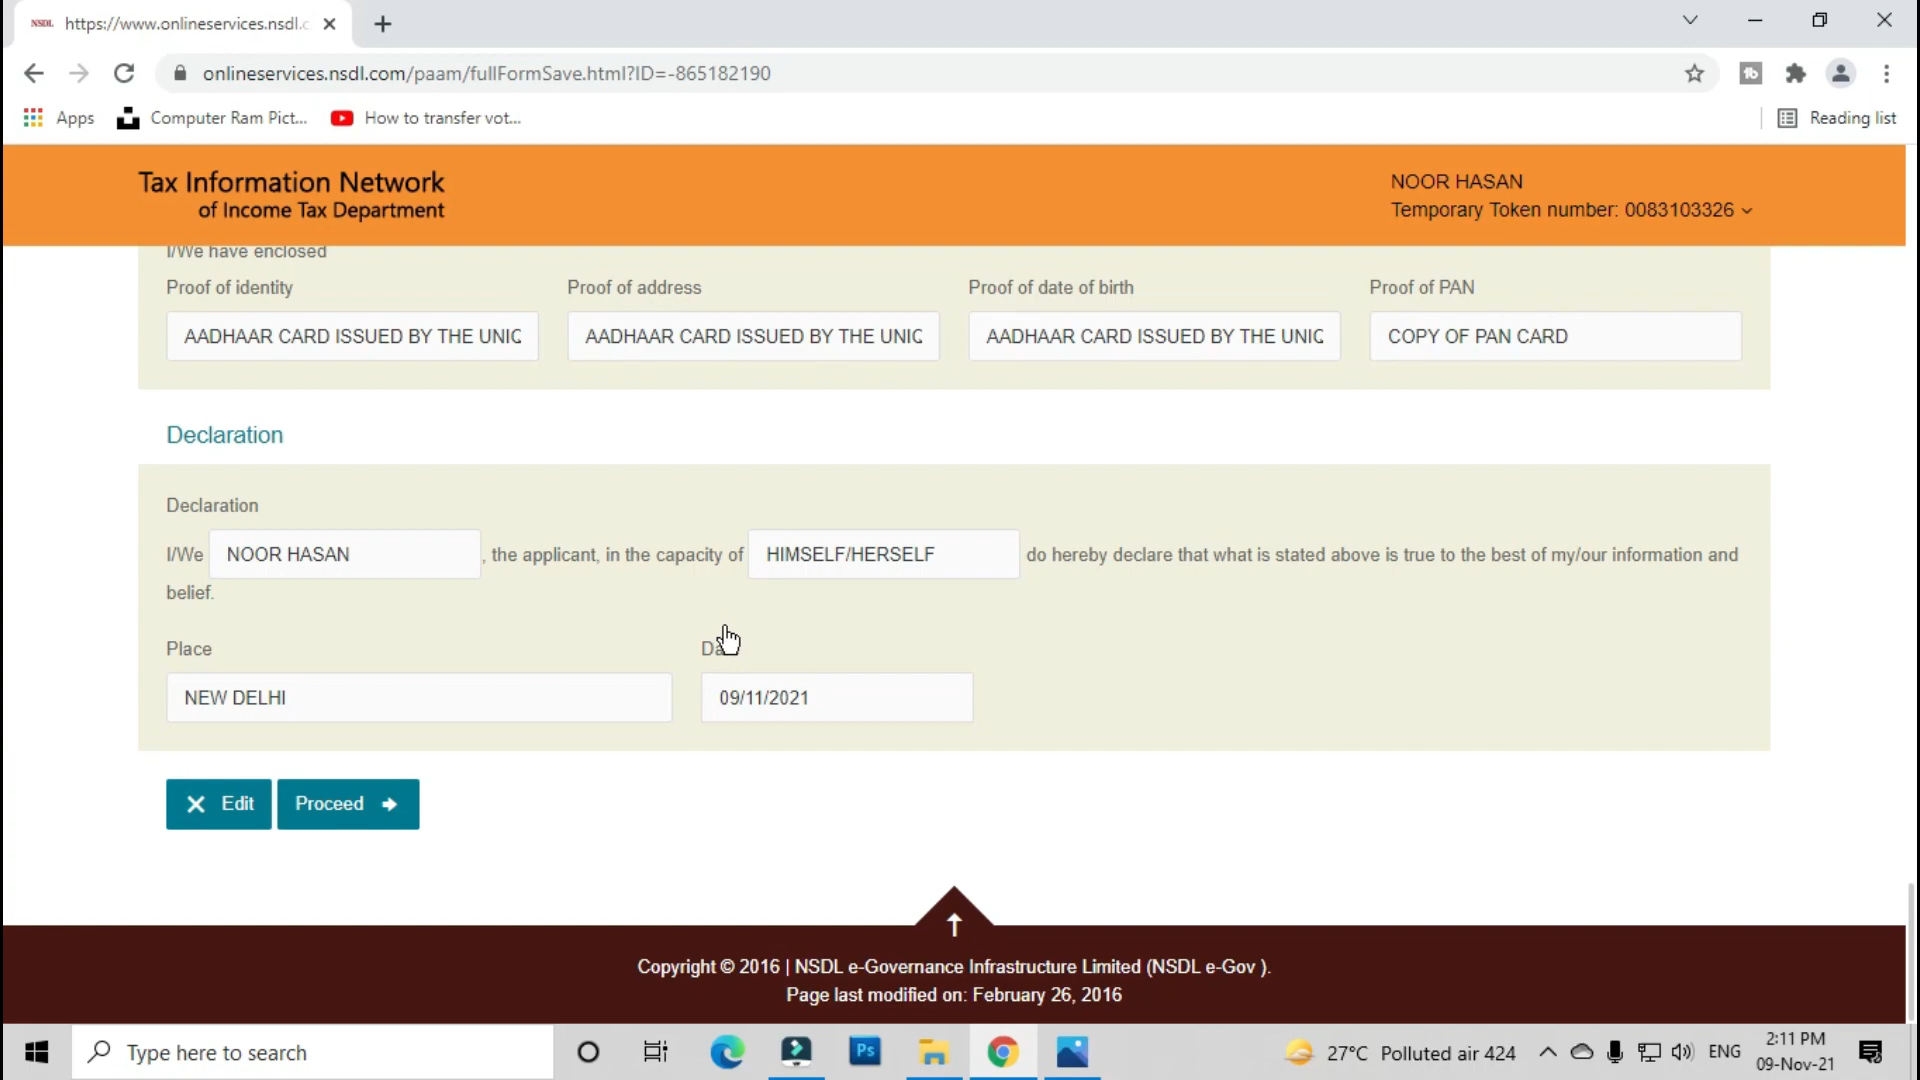 NSDL https://www.onlineservices.nsdl.c
onlineservices.nsdl.com/paam/fullFormSave.html?ID=-865182190
Apps Computer Ram Pict... How to transfer vot... Reading list
Tax Information Network
of Income Tax Department
NOOR HASAN
Temporary Token number: 0083103326
I/We have enclosed
Proof of identity Proof of address Proof of date of birth Proof of PAN
AADHAAR CARD ISSUED BY THE UNIQ AADHAAR CARD ISSUED BY THE UNIQ AADHAAR CARD ISSUED BY THE UNIQ COPY OF PAN CARD
Declaration
Declaration
I/We NOOR HASAN , the applicant, in the capacity of HIMSELF/HERSELF do hereby declare that what is stated above is true to the best of my/our information and
belief.
Place
NEW DELHI 09/11/2021
Edit Proceed
Copyright © 2016 | NSDL e-Governance Infrastructure Limited (NSDL e-Gov ).
Page last modified on: February 26, 2016
Type here to search Ps 27°C Polluted air 424 ENG 2:11 PM
09-Nov-21